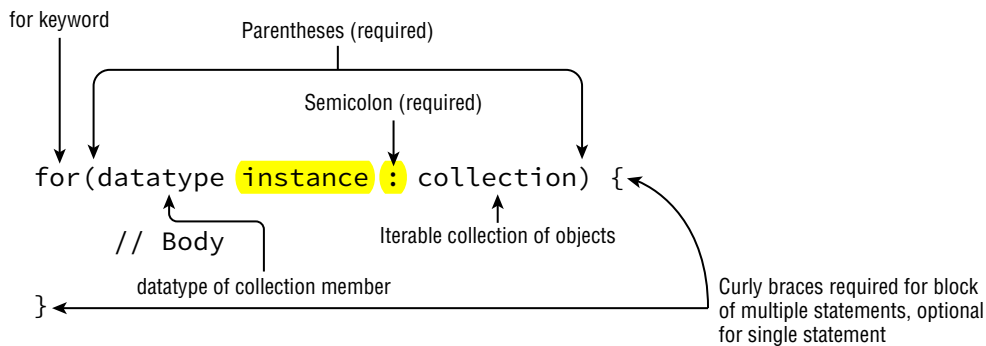 for keyword
Parentheses (required)
Semicolon (required)
for(datatype instance : collection) {
// Body
Iterable collection of objects
datatype of collection member
}
Curly braces required for block
of multiple statements, optional
for single statement